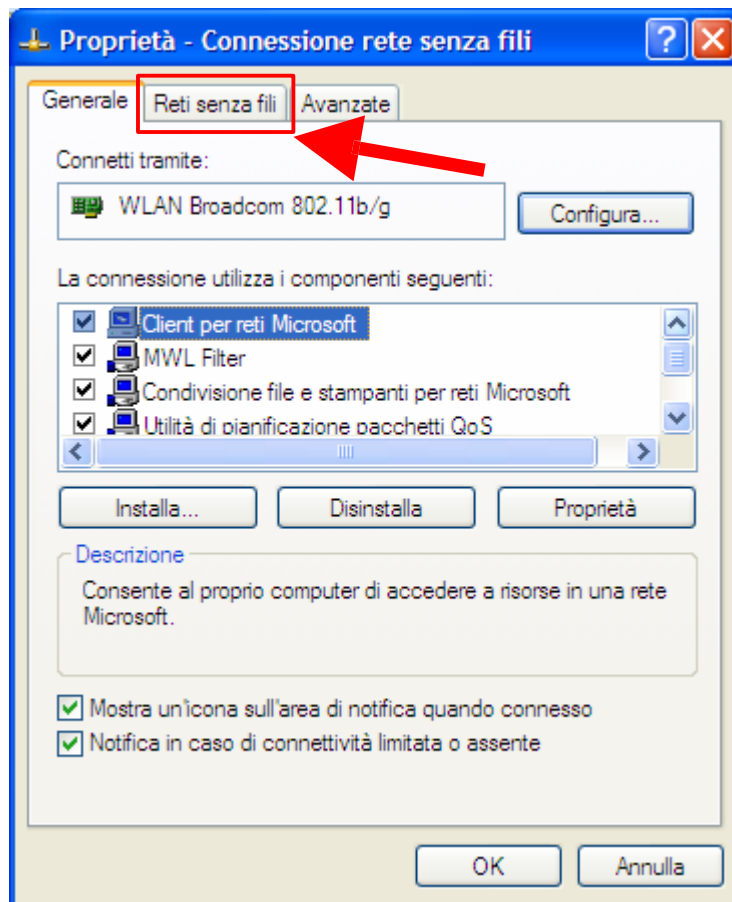 Proprietà - Connessione rete senza fili
Generale Reti senza fili Avanzate
Connetti tramite:
WLAN Broadcom 802.11b/g
Configura...
La connessione utilizza i componenti seguenti:
Client per reti Microsoft
MWL Filter
Condivisione file e stampanti per reti Microsoft
Utilità di pianificazione pacchetti QoS
Installa... Disinstalla Proprietà
Descrizione
Consente al proprio computer di accedere a risorse in una rete
Microsoft.
Mostra un'icona sull'area di notifica quando connesso
Notifica in caso di connettività limitata o assente
OK Annulla